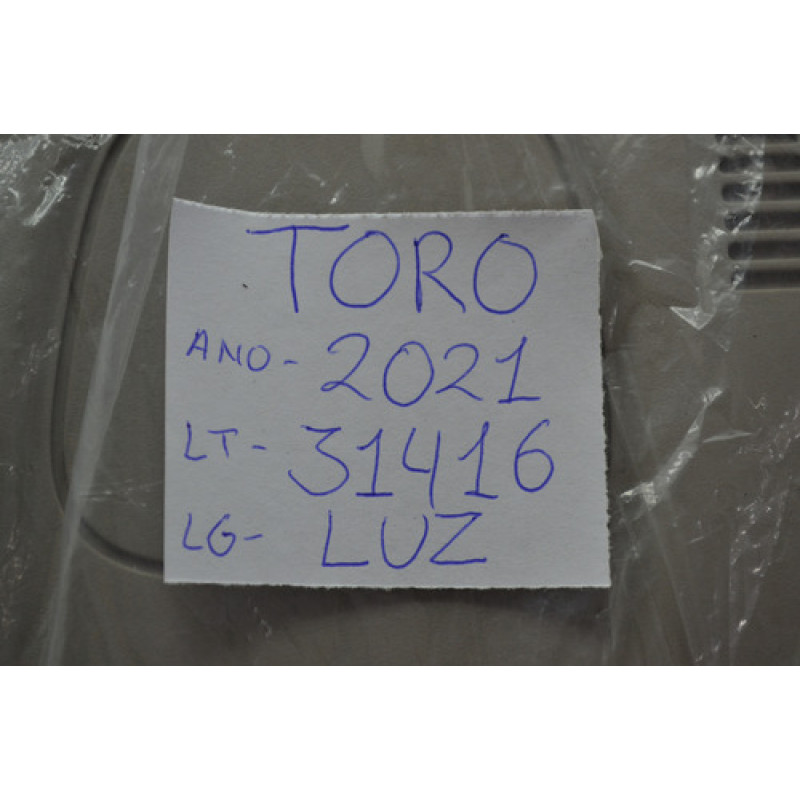 TORO
ANO- 2021
LT- 31416
LG- LUZ